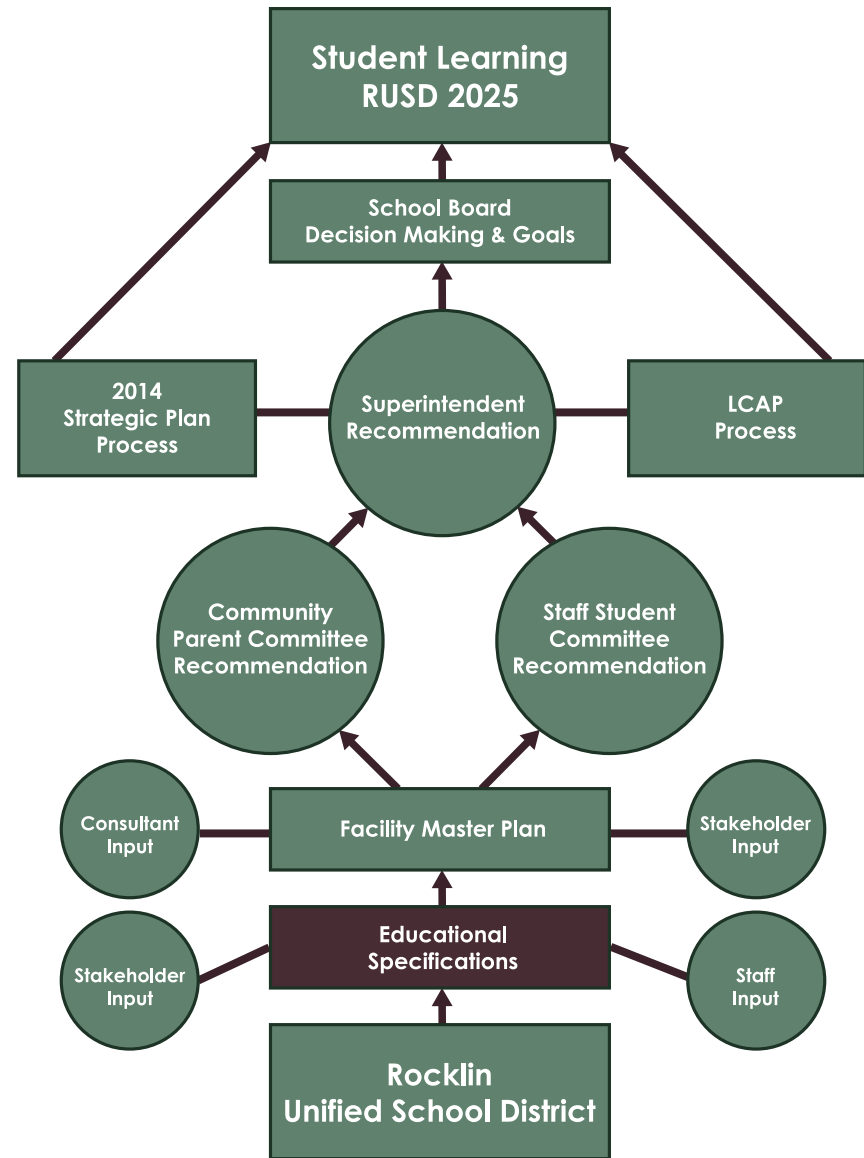 Student Learning
RUSD 2025
School Board
Decision Making & Goals
2014
Strategic Plan
Process
Superintendent
Recommendation
LCAP
Process
Community
Parent Committee
Recommendation
Staff Student
Committee
Recommendation
Consultant
Input
Facility Master Plan
Stakeholder
Input
Stakeholder
Input
Educational
Specifications
Staff
Input
Rocklin
Unified School District